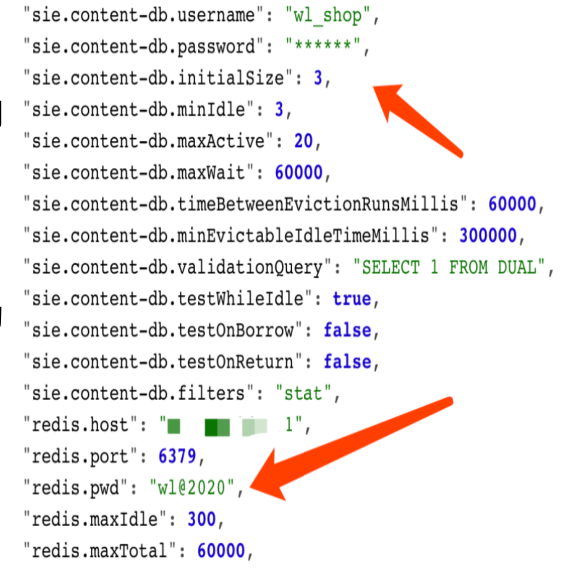 "sie.content-db.username": "wl_shop",
"sie.content-db.password": "******",
"sie.content-db.initialSize": 3,
"sie.content-db.minIdle": 3,
"sie.content-db.maxActive": 20,
"sie.content-db.maxWait": 60000,
"sie.content-db.timeBetweenEvictionRunsMillis": 60000,
"sie.content-db.minEvictableIdleTimeMillis": 300000,
"sie.content-db.validationQuery": "SELECT 1 FROM DUAL",
"sie.content-db.testWhileIdle": true,
"sie.content-db.testOnBorrow": false,
"sie.content-db.testOnReturn": false,
"sie.content-db.filters": "stat",
"redis.host": " 1",
"redis.port": 6379,
"redis.pwd": "wl@2020",
"redis.maxIdle": 300,
"redis.maxTotal": 60000,